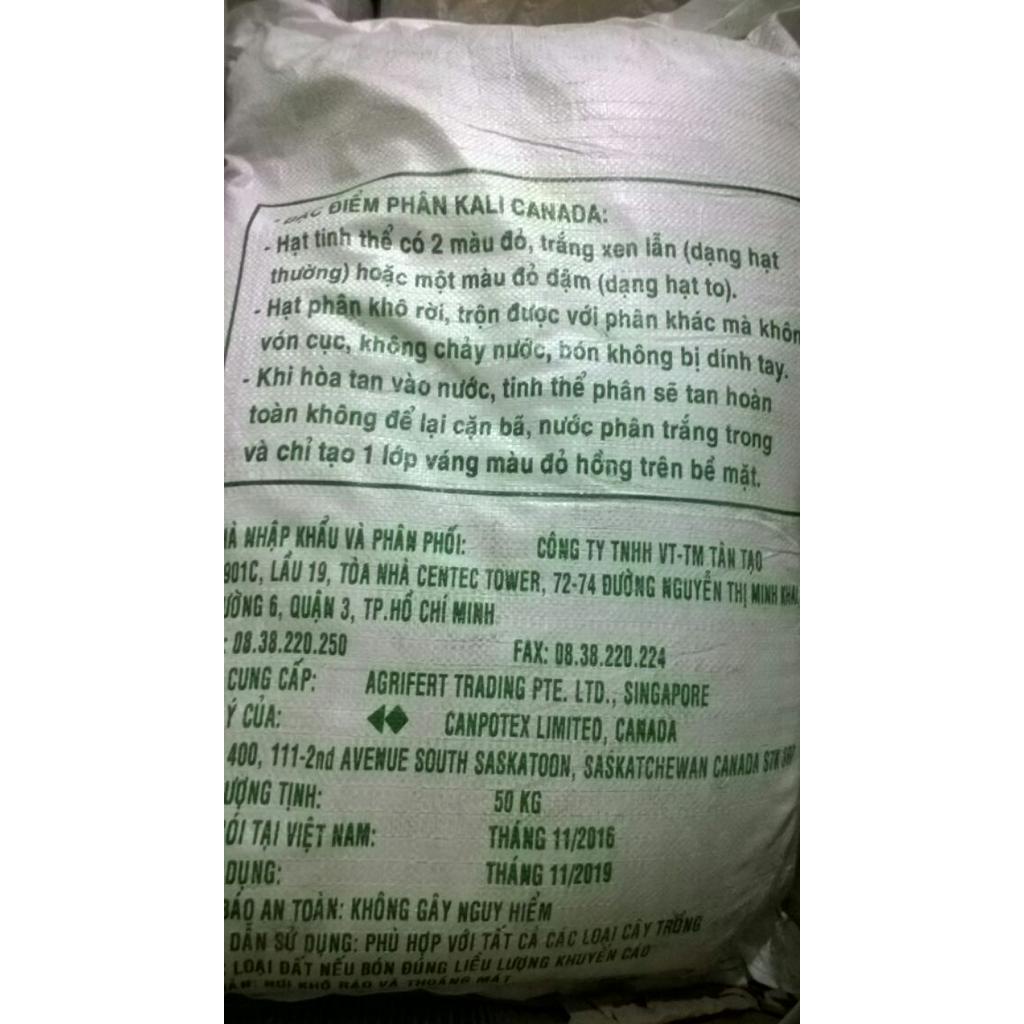 ĐẶC ĐIỂM PHÂN KALI CANADA:
- Hạt tinh thể có 2 màu đỏ, trắng xen lẫn (dạng hạt
thường) hoặc một màu đỏ đậm (dạng hạt to).
- Hạt phân khô rời, trộn được với phân khác mà khôn
vón cục, không chảy nước, bón không bị dính tay.
- Khi hòa tan vào nước, tinh thể phân sẽ tan hoàn
toàn không để lại cặn bã, nước phân trắng trong
và chỉ tạo 1 lớp váng màu đỏ hồng trên bề mặt.
À NHẬP KHẨU VÀ PHÂN PHỐI: CÔNG TY TNHH VT-TM TÂN TẠO
901C, LẦU 19, TÒA NHÀ CENTEC TOWER, 72-74 ĐƯỜNG NGUYỄN THỊ MINH KHAI
ƯỜNG 6, QUẬN 3, TP.HỒ CHÍ MINH
: 08.38.220.250 FAX: 08.38.220.224
CUNG CẤP: AGRIFERT TRADING PTE. LTD., SINGAPORE
Ý CỦA: CANPOTEX LIMITED, CANADA
400, 111-2nd AVENUE SOUTH SASKATOON, SASKATCHEWAN CANADA
ƯỢNG TỊNH: 50 KG
ÓI TẠI VIỆT NAM: THÁNG 11/2016
DỤNG: THÁNG 11/2019
BÁO AN TOÀN: KHÔNG GÂY NGUY HIỂM
DẪN SỬ DỤNG: PHÙ HỢP VỚI TẤT CẢ CÁC LOẠI CÂY TRỒNG
LOẠI ĐẤT NẾU BÓN ĐÚNG LIỀU LƯỢNG KHUYẾN CÁO
NƠI KHÔ RÁO VÀ THOÁNG MÁT